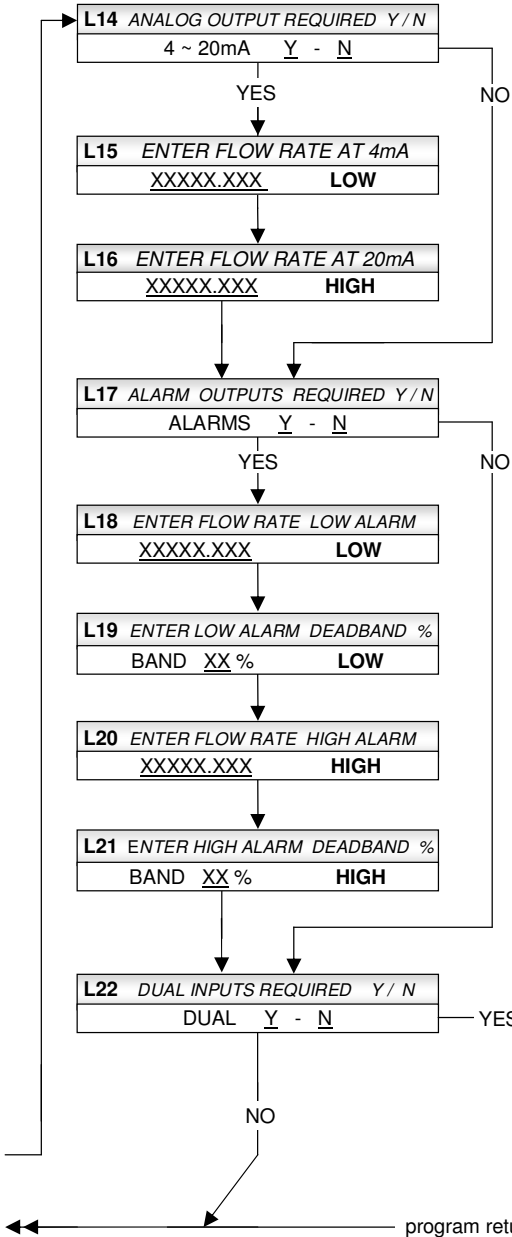 L14 ANALOG OUTPUT REQUIRED Y / N
4 ~ 20mA Y - N
YES
NO
L15 ENTER FLOW RATE AT 4mA
XXXXX.XXX LOW
L16 ENTER FLOW RATE AT 20mA
XXXXX.XXX HIGH
L17 ALARM OUTPUTS REQUIRED Y / N
ALARMS Y - N
YES
NO
L18 ENTER FLOW RATE LOW ALARM
XXXXX.XXX LOW
L19 ENTER LOW ALARM DEADBAND %
BAND XX % LOW
L20 ENTER FLOW RATE HIGH ALARM
XXXXX.XXX HIGH
L21 ENTER HIGH ALARM DEADBAND %
BAND XX % HIGH
L22 DUAL INPUTS REQUIRED Y / N
DUAL Y - N
YES
NO
program